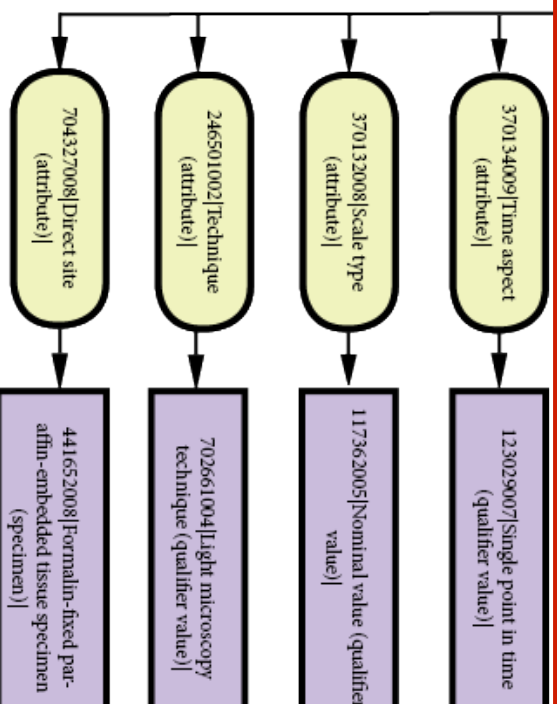 704327008|Direct site
(attribute)|
246501002|Technique
(attribute)|
370132008|Scale type
(attribute)|
370134009|Time aspect
(attribute)|
441652008|Formalin-fixed par-
affin-embedded tissue specimen
(specimen)|
702661004|Light microscopy
technique (qualifier value)|
117362005|Nominal value (qualifier
value)|
123029007|Single point in time
(qualifier value)|